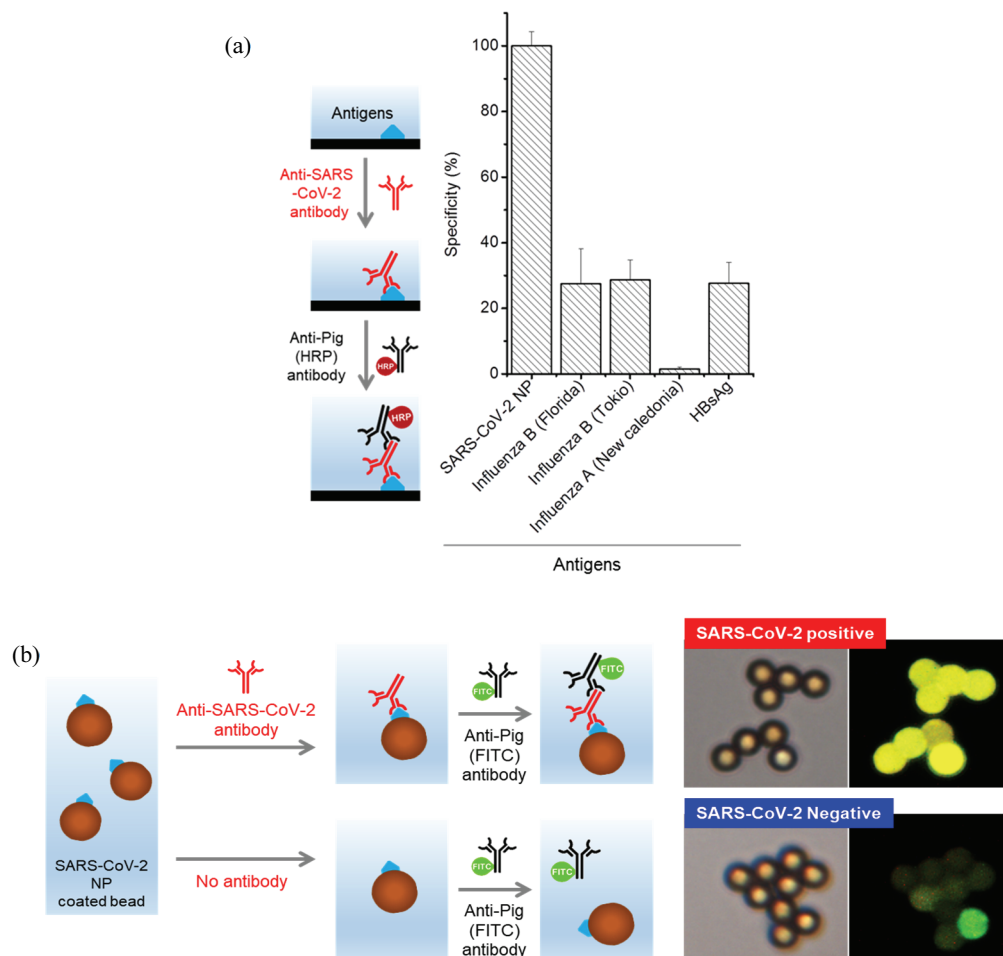 (a)
Antigens
Anti-SARS
-CoV-2
antibody
Anti-Pig
(HRP)
antibody
HRP
HRP
Specificity (%)
100
80
60
40
20
0
SARS-CoV-2 NP
Influenza B (Florida)
Influenza B (Tokio)
Influenza A (New caledonia)
HBsAg
Antigens
(b)
SARS-CoV-2
NP
coated bead
Anti-SARS-CoV-2
antibody
FITC
Anti-Pig
(FITC)
antibody
FITC
SARS-CoV-2 positive
No antibody
FITC
Anti-Pig
(FITC)
antibody
FITC
SARS-CoV-2 Negative